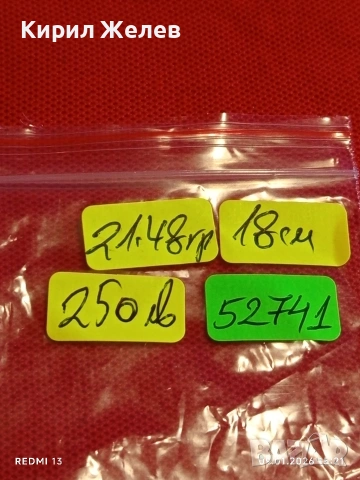 Кирил Желев
21.48гр
18см
250лв
52741
REDMI 13